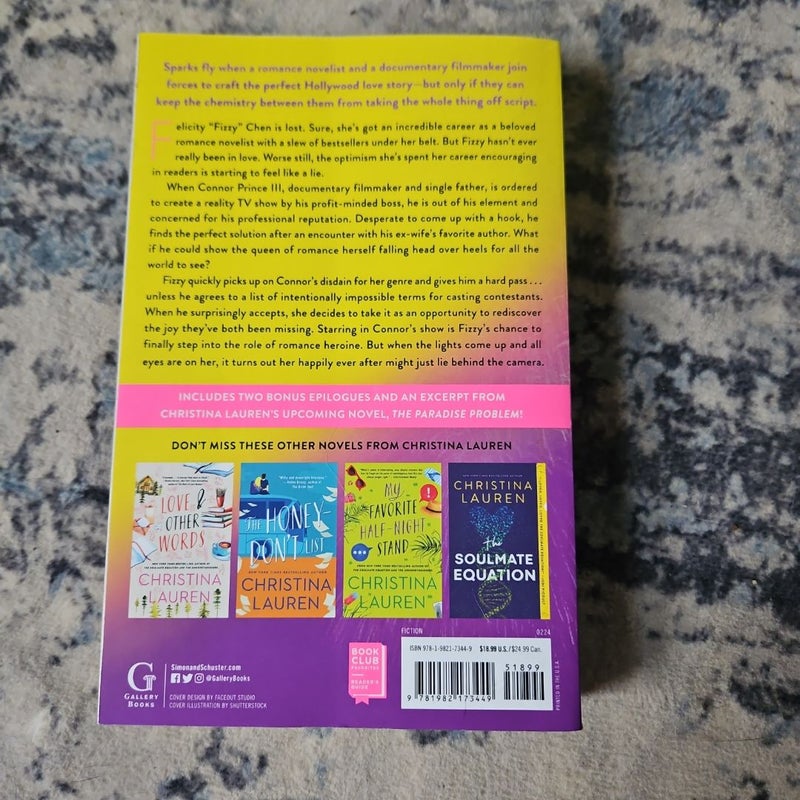 Sparks fly when a romance novelist and a documentary filmmaker join
forces to craft the perfect Hollywood love story—but only if they can
keep the chemistry between them from taking the whole thing off script.
Felicity "Fizzy" Chen is lost. Sure, she's got an incredible career as a beloved
romance novelist with a slew of bestsellers under her belt. But Fizzy hasn't ever
really been in love. Worse still, the optimism she's spent her career encouraging
in readers is starting to feel like a lie.
When Connor Prince III, documentary filmmaker and single father, is ordered
to create a reality TV show by his profit-minded boss, he is out of his element and
concerned for his professional reputation. Desperate to come up with a hook, he
finds the perfect solution after an encounter with his ex-wife's favorite author. What
if he could show the queen of romance herself falling head over heels for all the
world to see?
Fizzy quickly picks up on Connor's disdain for her genre and gives him a hard pass...
unless he agrees to a list of intentionally impossible terms for casting contestants.
When he surprisingly accepts, she decides to take it as an opportunity to rediscover
the joy they've both been missing. Starring in Connor's show is Fizzy's chance to
finally step into the role of romance heroine. But when the lights come up and all
eyes are on her, it turns out her happily ever after might just lie behind the camera.
INCLUDES TWO BONUS EPILOGUES AND AN EXCERPT FROM
CHRISTINA LAUREN'S UPCOMING NOVEL, THE PARADISE PROBLEM!
DON'T MISS THESE OTHER NOVELS FROM CHRISTINA LAUREN
LOVE &
OTHER
WORDS
CHRISTINA
LAUREN
THE HONEY-
DON'T LIST
CHRISTINA
LAUREN
MY
FAVORITE
HALF-NIGHT
STAND
CHRISTINA
LAUREN
CHRISTINA
LAUREN
the
SOULMATE
EQUATION
FICTION
0224
ISBN 978-1-9821-7344-9 $18.99 U.S./$24.99 Can.
51899
9 781982 173449
PRINTED IN THE U.S.A.
BOOK
CLUB
FAVORITES
READER'S
GUIDE
G
GALLERY
BOOKS
SimonandSchuster.com
@GalleryBooks
COVER DESIGN BY FACEOUT STUDIO
COVER ILLUSTRATION BY SHUTTERSTOCK